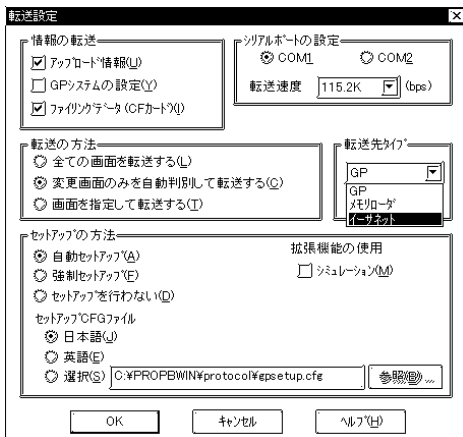 転送設定
情報の転送
アップロード情報(U)
GPシステムの設定(Y)
ファイリングデータ(CFカード)(I)
シリアルポートの設定
COM1 COM2
転送速度 115.2K (bps)
転送の方法
全ての画面を転送する(L)
変更画面のみを自動判別して転送する(C)
画面を指定して転送する(T)
転送先タイプ
GP
GP
メモリローダ
イーサネット
セットアップの方法
自動セットアップ(A)
強制セットアップ(F)
セットアップを行わない(D)
拡張機能の使用
シミュレーション(M)
セットアップCFGファイル
日本語(J)
英語(E)
選択(S) C:¥PROPBWIN¥protocol¥gpsetup.cfg 参照(B) ...
OK キャンセル ヘルプ(H)